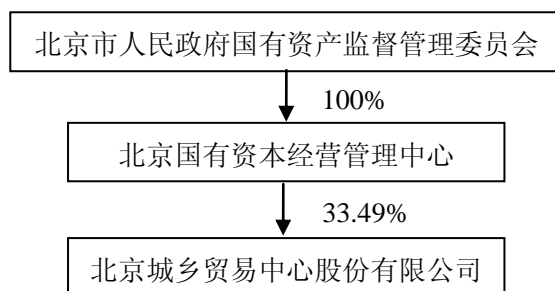 北京市人民政府国有资产监督管理委员会
100%
北京国有资本经营管理中心
33.49%
北京城乡贸易中心股份有限公司